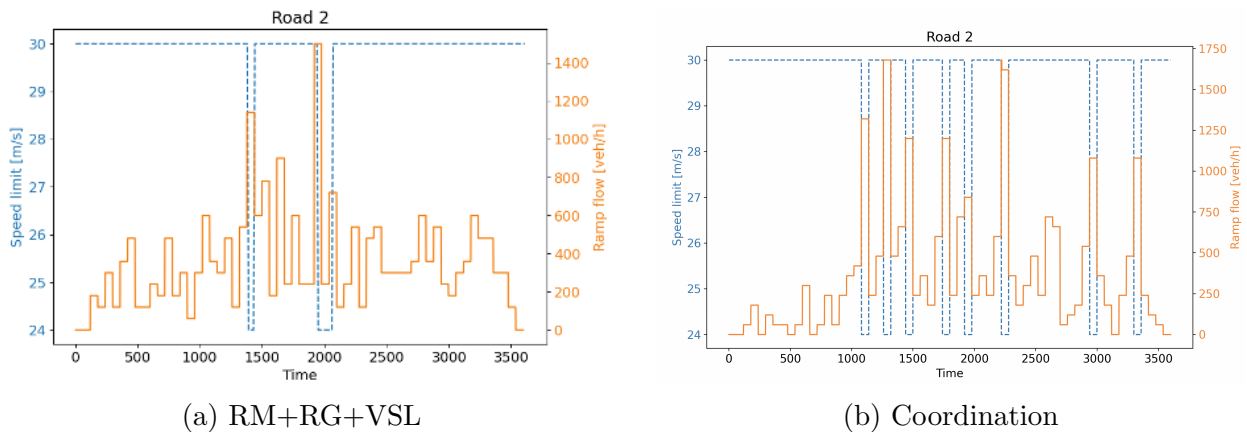 Road 2
30
29
28
27
26
25
24
Speed limit [m/s]
1400
1200
1000
800
600
400
200
0
Ramp flow [veh/h]
0 500 1000 1500 2000 2500 3000 3500
Time
(a) RM+RG+VSL
Road 2
30
29
28
27
26
25
24
Speed limit [m/s]
1750
1500
1250
1000
750
500
250
0
Ramp flow [veh/h]
0 500 1000 1500 2000 2500 3000 3500
Time
(b) Coordination